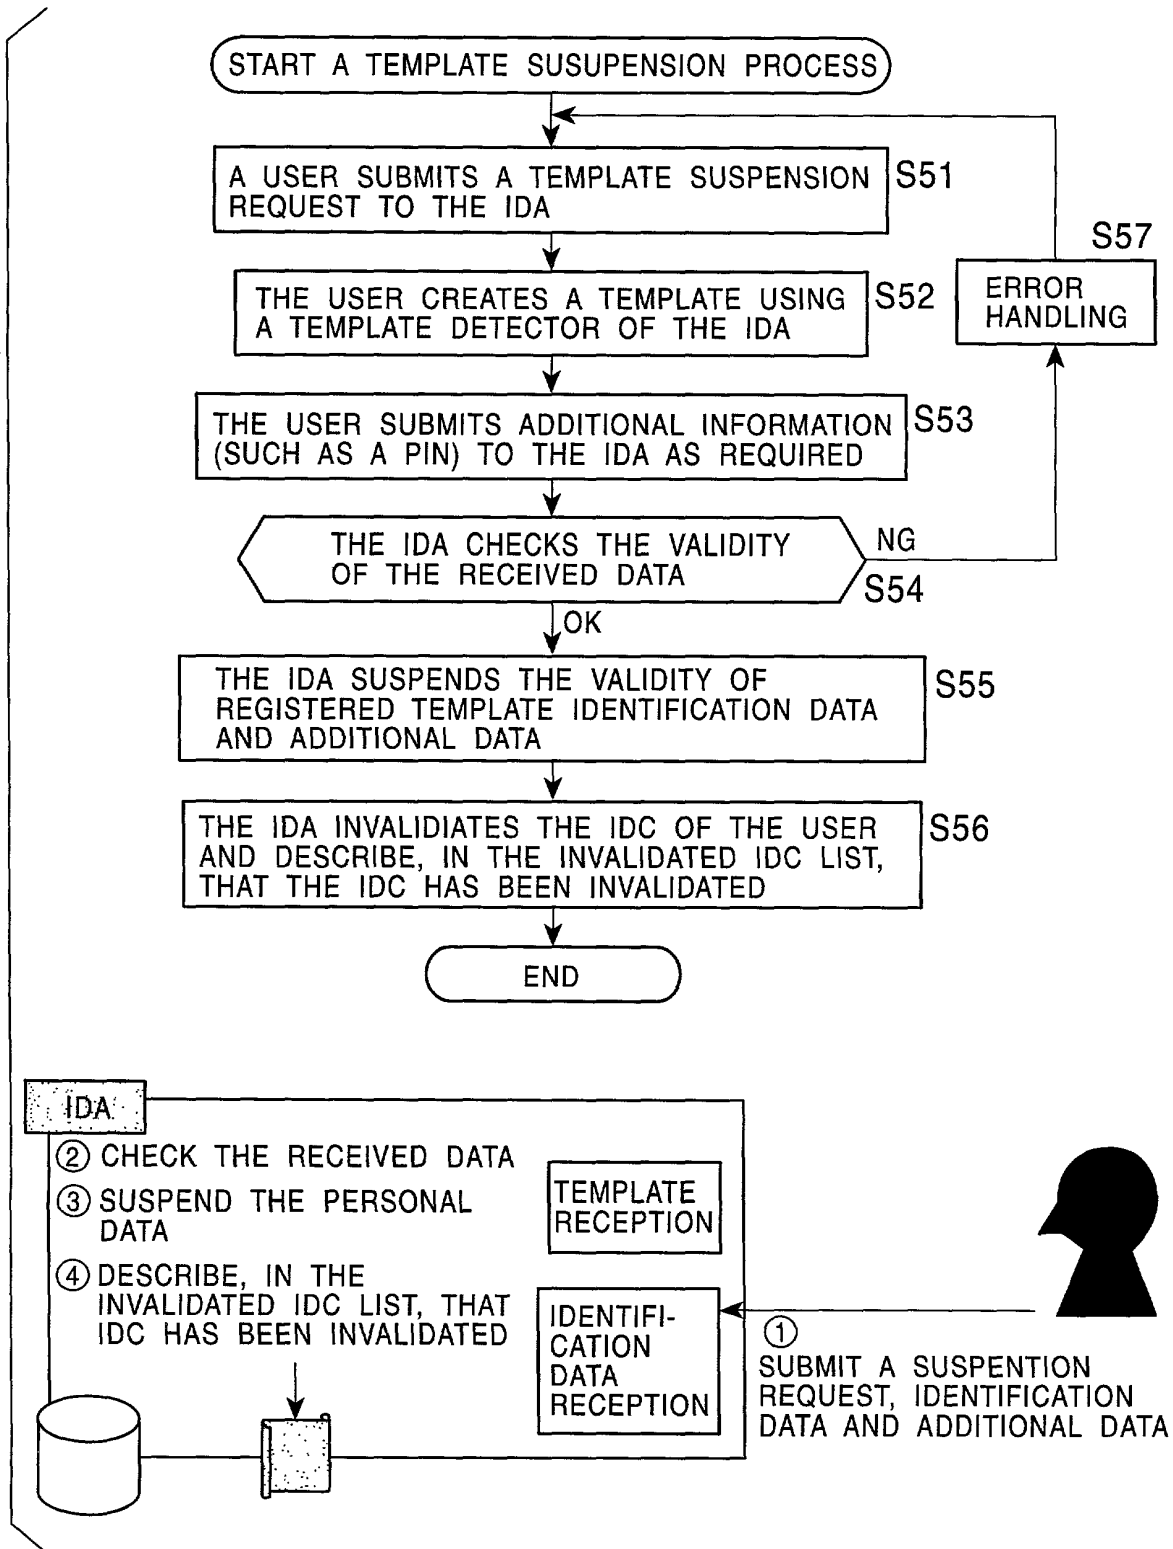 START A TEMPLATE SUSUPENSION PROCESS
A USER SUBMITS A TEMPLATE SUSPENSION
REQUEST TO THE IDA
S51
S57
ERROR
HANDLING
THE USER CREATES A TEMPLATE USING
A TEMPLATE DETECTOR OF THE IDA
S52
THE USER SUBMITS ADDITIONAL INFORMATION
(SUCH AS A PIN) TO THE IDA AS REQUIRED
S53
THE IDA CHECKS THE VALIDITY
OF THE RECEIVED DATA
NG
S54
OK
THE IDA SUSPENDS THE VALIDITY OF
REGISTERED TEMPLATE IDENTIFICATION DATA
AND ADDITIONAL DATA
S55
THE IDA INVALIDIATES THE IDC OF THE USER
AND DESCRIBE, IN THE INVALIDATED IDC LIST,
THAT THE IDC HAS BEEN INVALIDATED
S56
END
IDA
② CHECK THE RECEIVED DATA
③ SUSPEND THE PERSONAL
DATA
④ DESCRIBE, IN THE
INVALIDATED IDC LIST, THAT
IDC HAS BEEN INVALIDATED
TEMPLATE
RECEPTION
IDENTIFI-
CATION
DATA
RECEPTION
①
SUBMIT A SUSPENTION
REQUEST, IDENTIFICATION
DATA AND ADDITIONAL DATA